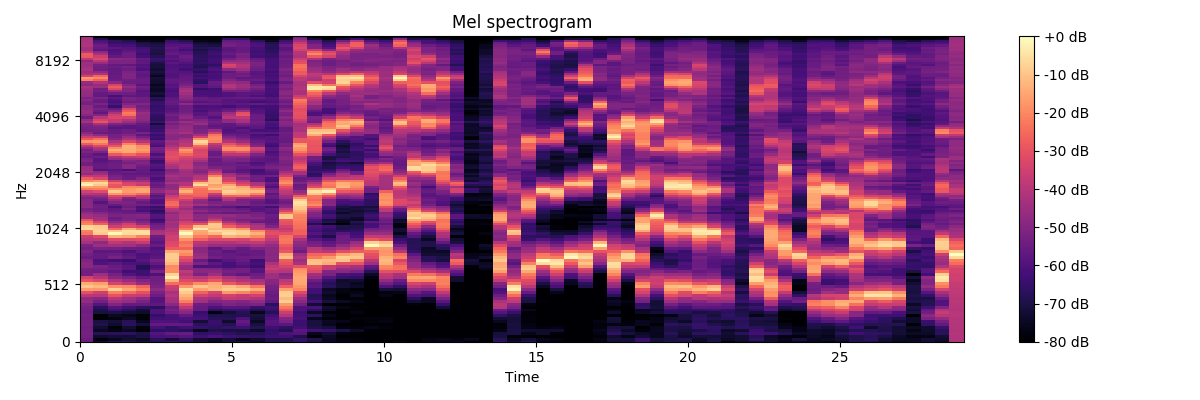 Mel spectrogram
Hz
8192
4096
2048
1024
512
0
0 5 10 15 20 25
Time
+0 dB
-10 dB
-20 dB
-30 dB
-40 dB
-50 dB
-60 dB
-70 dB
-80 dB